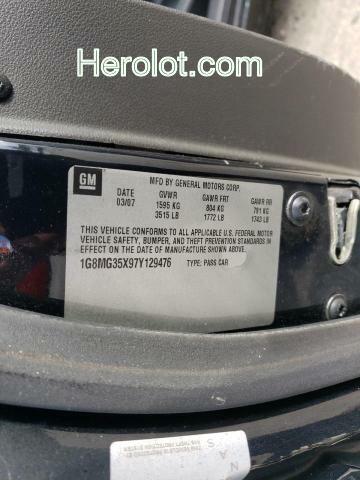 Herolot.com
GM
MFD BY GENERAL MOTORS CORP.
DATE GVWR GAWR FRT GAWR RR
03/07 1595 KG 804 KG 791 KG
3515 LB 1772 LB 1743 LB
THIS VEHICLE CONFORMS TO ALL APPLICABLE U.S. FEDERAL MOTOR
VEHICLE SAFETY, BUMPER, AND THEFT PREVENTION STANDARDS IN
EFFECT ON THE DATE OF MANUFACTURE SHOWN ABOVE.
1G8MG35X97Y129476 TYPE: PASS CAR
Herolot.com